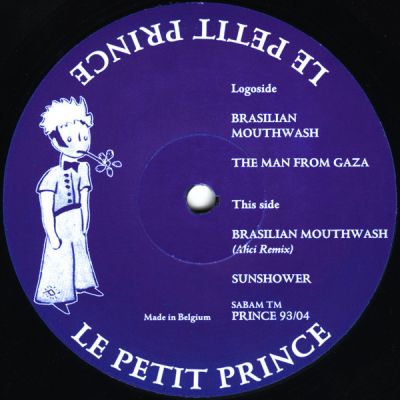 LE PETIT PRINCE
Logoside
BRASILIAN
MOUTHWASH
THE MAN FROM GAZA
This side
BRASILIAN MOUTHWASH
(Alici Remix)
SUNSHOWER
SABAM TM
Made in Belgium
PRINCE 93/04
LE PETIT PRINCE